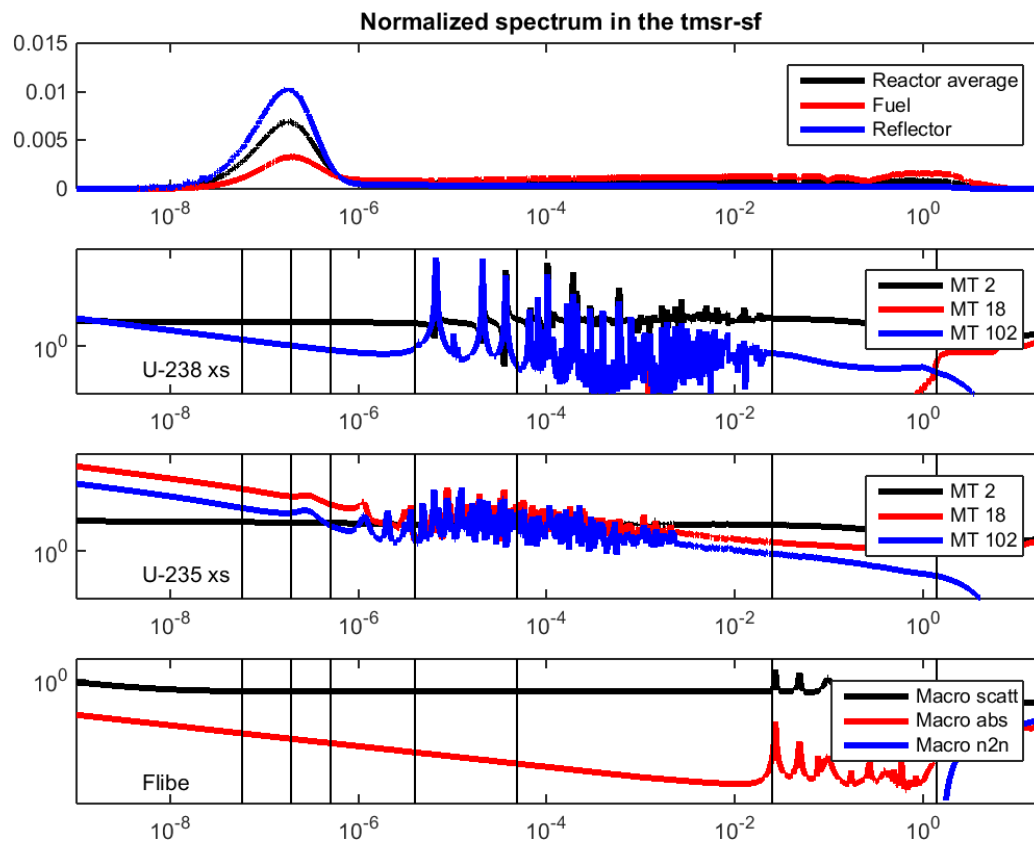 Normalized spectrum in the tmsr-sf
0.015
0.01
0.005
0
Reactor average
Fuel
Reflector
10^-8 10^-6 10^-4 10^-2 10^0
10^0
U-238 xs
MT 2
MT 18
MT 102
10^-8 10^-6 10^-4 10^-2 10^0
10^0
U-235 xs
MT 2
MT 18
MT 102
10^-8 10^-6 10^-4 10^-2 10^0
10^0
Flibe
Macro scatt
Macro abs
Macro n2n
10^-8 10^-6 10^-4 10^-2 10^0